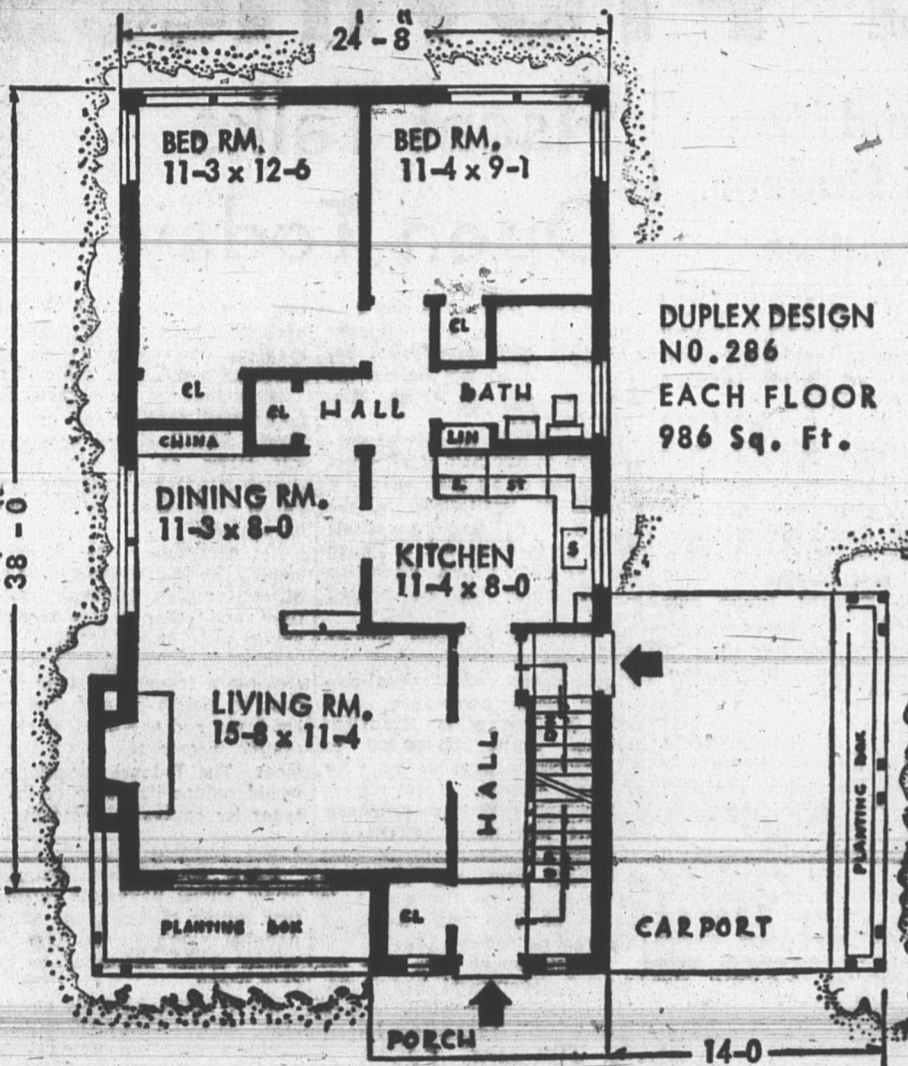 24'-8"
BED RM.
11-3 x 12-6
BED RM.
11-4 x 9-1
DUPLEX DESIGN
NO. 286
EACH FLOOR
986 Sq. Ft.
CL
CL
CL
HALL
BATH
CHINA
LIN
DINING RM.
11-3 x 8-0
ST
38-0
KITCHEN
11-4 x 8-0
S
LIVING RM.
15-8 x 11-4
DN
HALL
UP
PLANTING BOX
PLANTING BOX
CL
CARPORT
PORCH
14-0